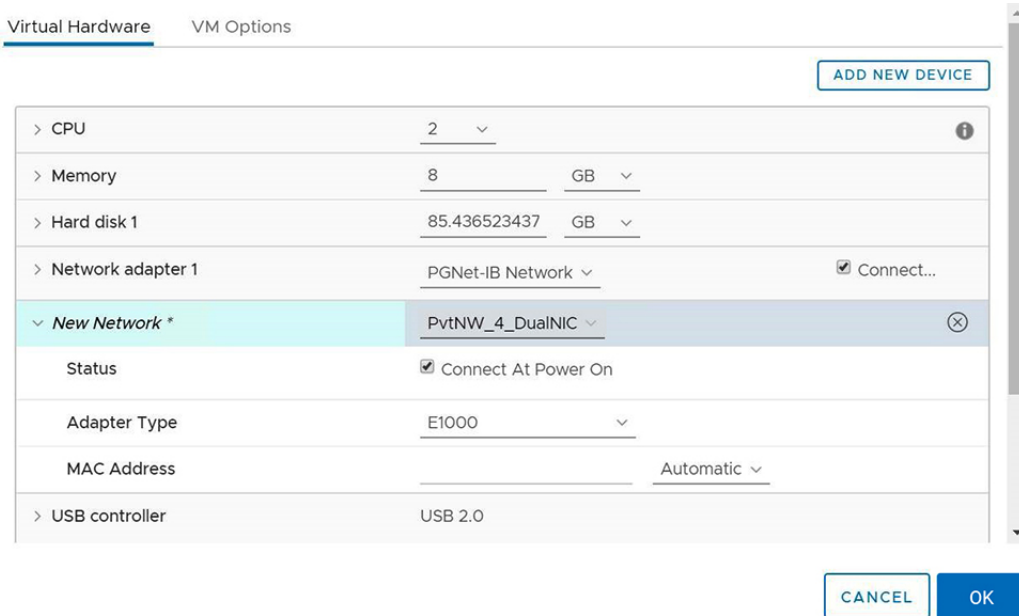 Virtual Hardware VM Options
ADD NEW DEVICE
CPU 2
Memory 8 GB
Hard disk 1 85.436523437 GB
Network adapter 1 PGNet-IB Network Connect...
New Network * PvtNW_4_DualNIC
Status Connect At Power On
Adapter Type E1000
MAC Address Automatic
USB controller USB 2.0
CANCEL OK